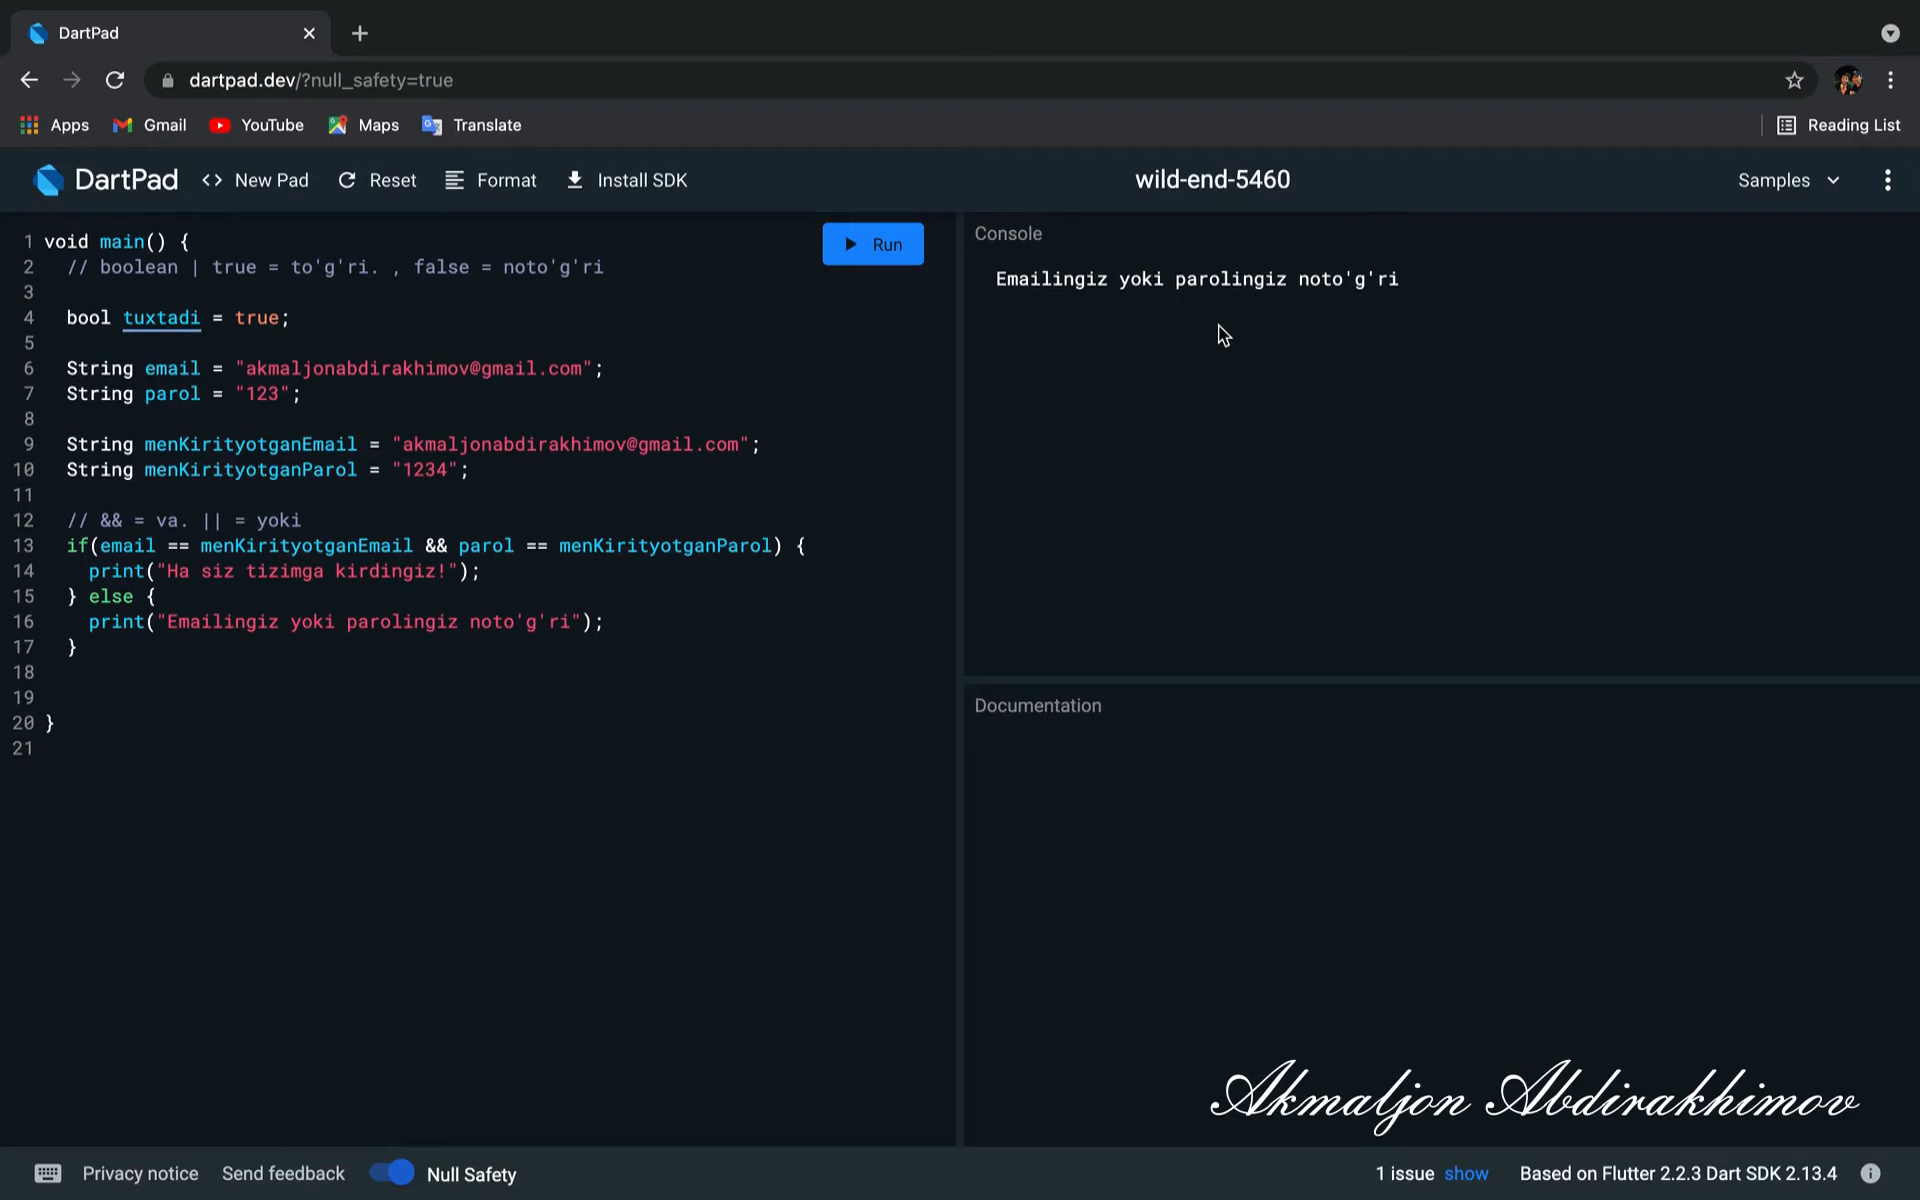 DartPad
dartpad.dev/?null_safety=true
Apps Gmail YouTube Maps Translate Reading List
DartPad <> New Pad Reset Format Install SDK wild-end-5460 Samples
Run
Console
1 void main() {
2 // boolean | true = to'g'ri. , false = noto'g'ri
3
4 bool tuxtadi = true;
5
6 String email = "akmaljonabdirakhimov@gmail.com";
7 String parol = "123";
8
9 String menKirityotganEmail = "akmaljonabdirakhimov@gmail.com";
10 String menKirityotganParol = "1234";
11
12 // && = va. || = yoki
13 if(email == menKirityotganEmail && parol == menKirityotganParol) {
14 print("Ha siz tizimga kirdingiz!");
15 } else {
16 print("Emailingiz yoki parolingiz noto'g'ri");
17 }
18
19
20 }
21
Emailingiz yoki parolingiz noto'g'ri
Documentation
Akmaljon Abdirakhimov
Privacy notice Send feedback Null Safety 1 issue show Based on Flutter 2.2.3 Dart SDK 2.13.4